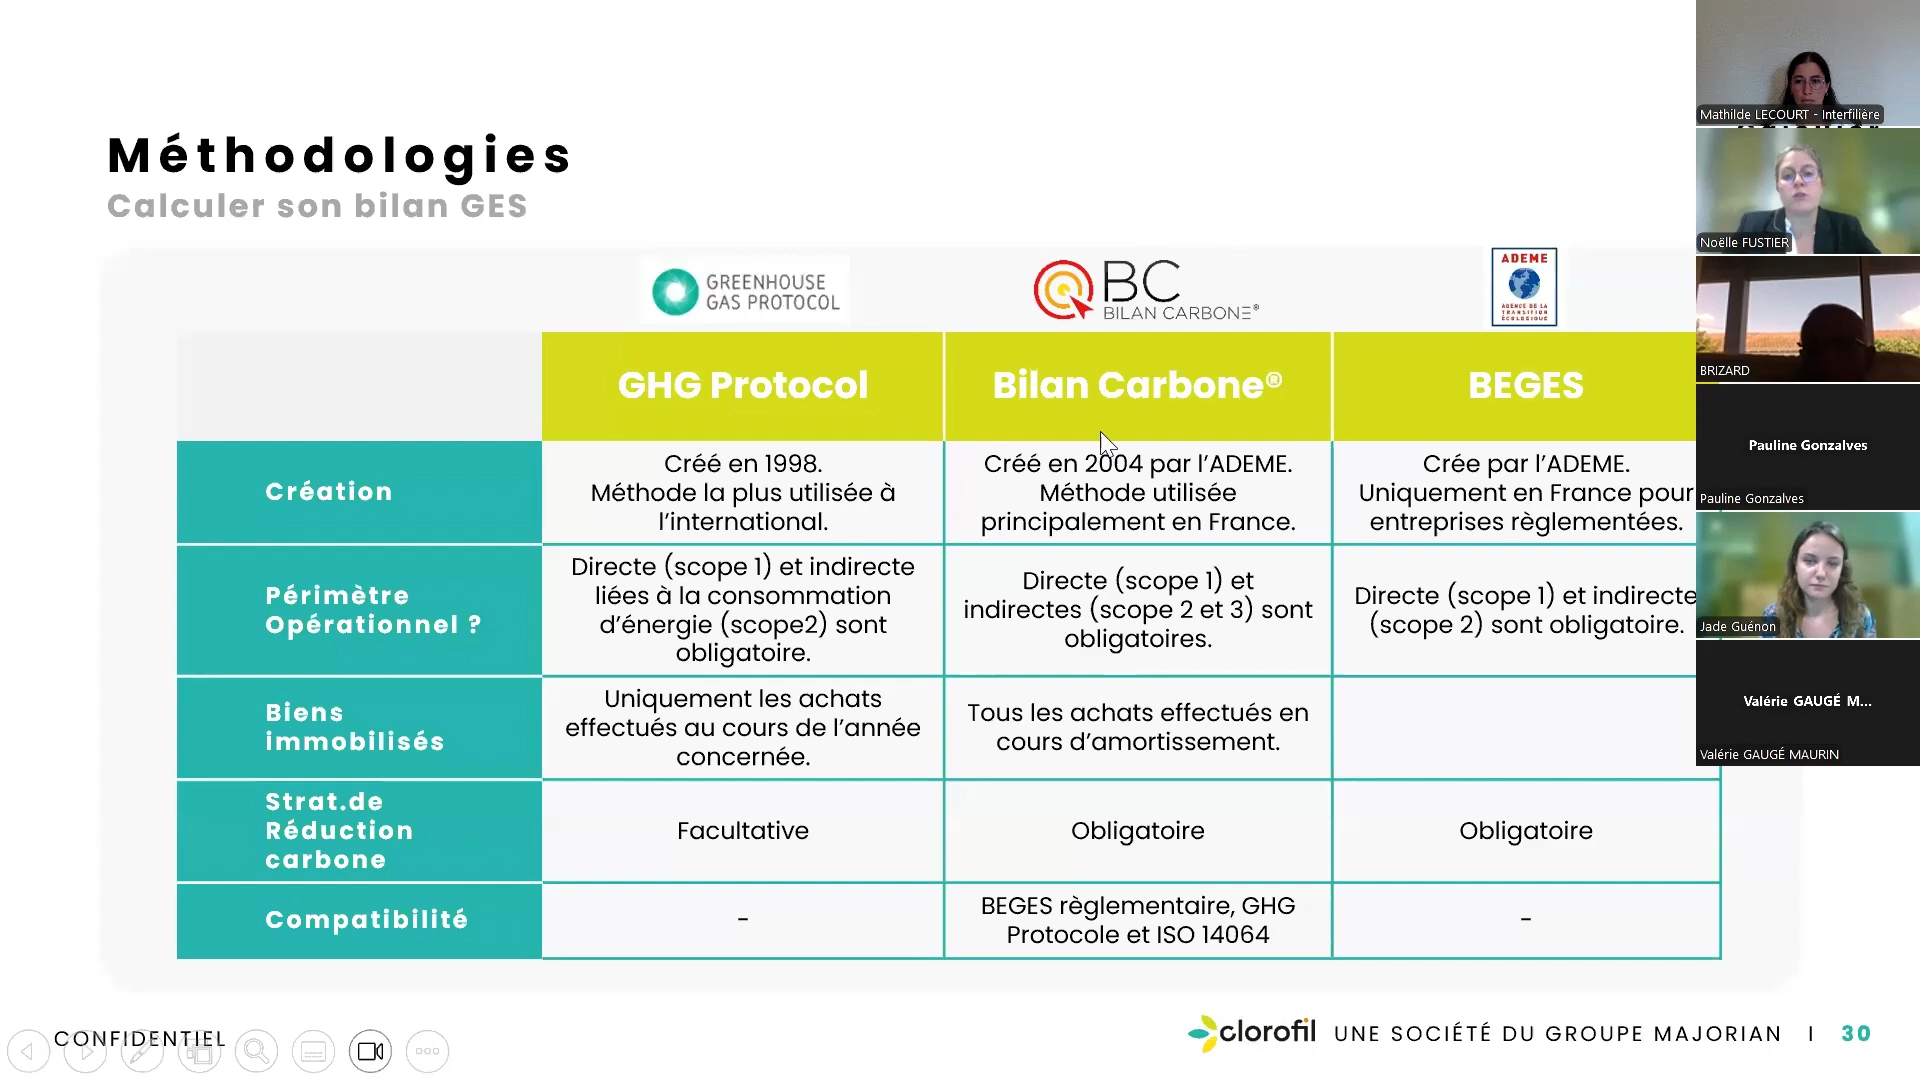 Méthodologies
Calculer son bilan GES
GREENHOUSE
GAS PROTOCOL
BC
BILAN CARBONE®
ADEME
AGENCE DE LA
TRANSITION
ÉCOLOGIQUE
GHG Protocol
Bilan Carbone®
BEGES
Création
Créé en 1998.
Méthode la plus utilisée à
l’international.
Créé en 2004 par l’ADEME.
Méthode utilisée
principalement en France.
Crée par l’ADEME.
Uniquement en France pour
entreprises règlementées.
Périmètre
Opérationnel ?
Directe (scope 1) et indirecte
liées à la consommation
d’énergie (scope2) sont
obligatoire.
Directe (scope 1) et
indirectes (scope 2 et 3) sont
obligatoires.
Directe (scope 1) et indirecte
(scope 2) sont obligatoire.
Biens
immobilisés
Uniquement les achats
effectués au cours de l’année
concernée.
Tous les achats effectués en
cours d’amortissement.
Strat.de
Réduction
carbone
Facultative
Obligatoire
Obligatoire
Compatibilité
-
BEGES règlementaire, GHG
Protocole et ISO 14064
-
CONFIDENTIEL
clorofil UNE SOCIÉTÉ DU GROUPE MAJORIAN I 30
Mathilde LECOURT - Interfilière
Noëlle FUSTIER
BRIZARD
Pauline Gonzalves
Pauline Gonzalves
Jade Guénon
Valérie GAUGÉ M...
Valérie GAUGÉ MAURIN